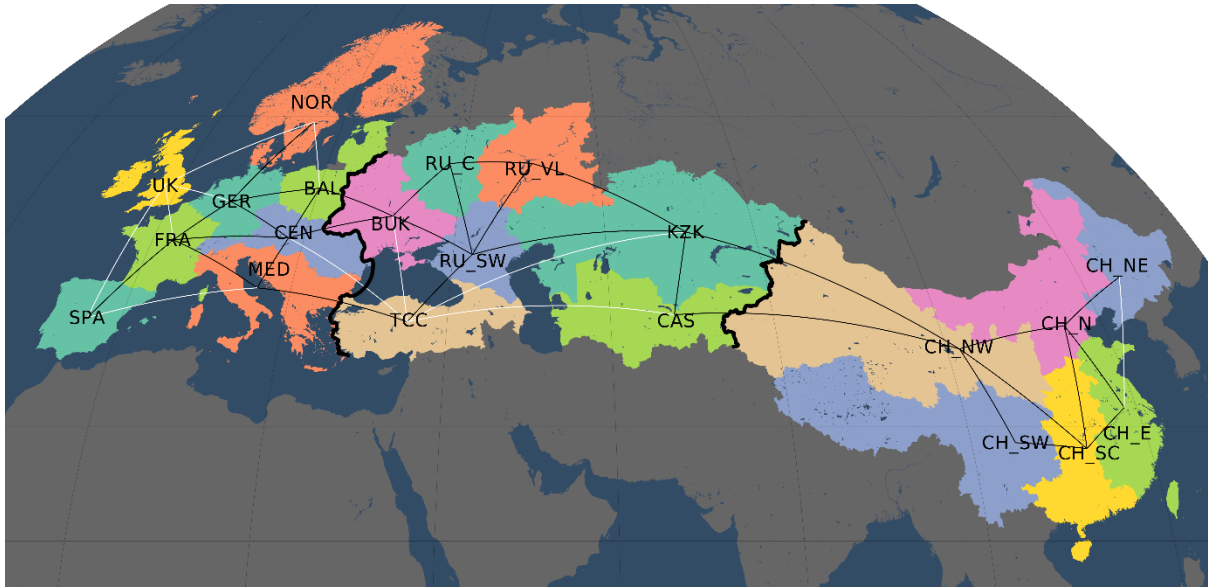 NOR
RU_C
RU_VL
UK
BAL
GER
BUK
CEN
KZK
FRA
RU_SW
MED
CH_NE
SPA
TCC
CAS
CH_N
CH_NW
CH_E
CH_SW
CH_SC